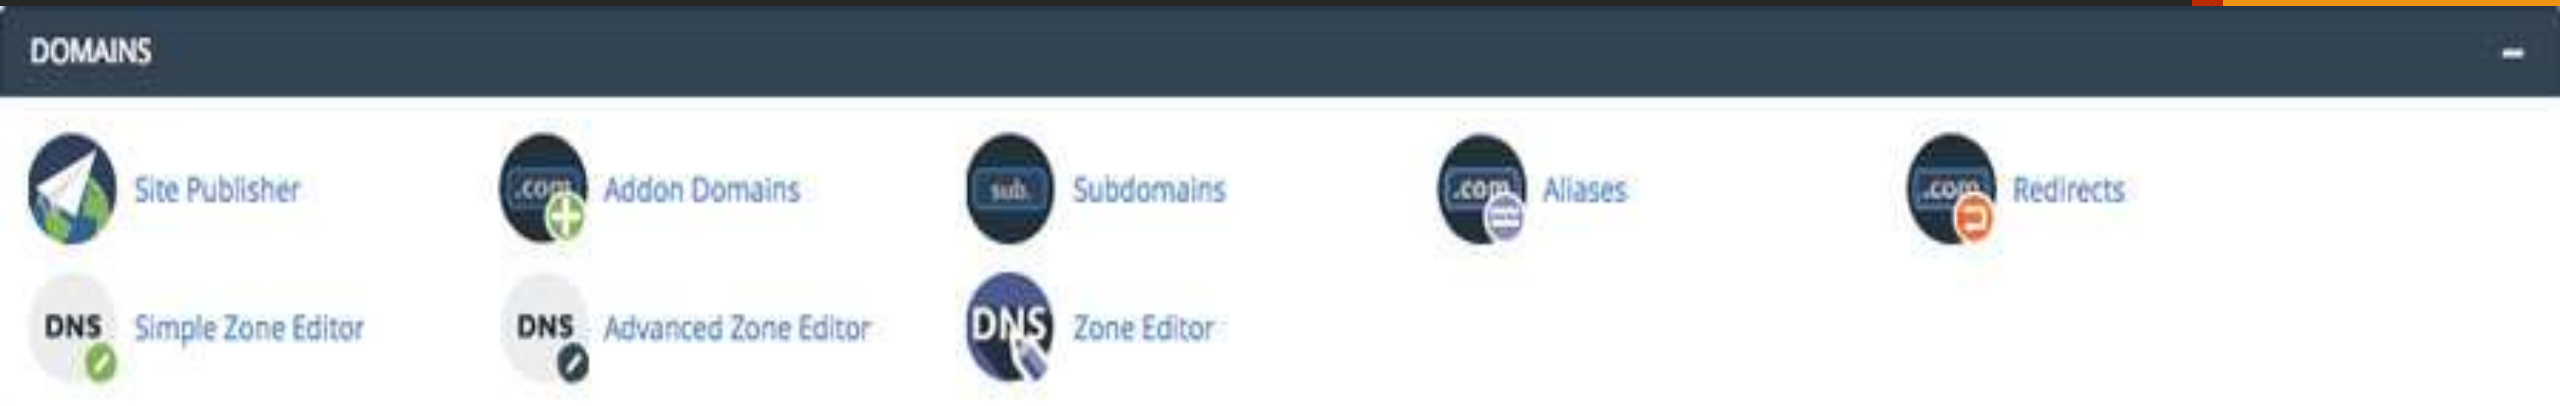 DOMAINS
Site Publisher
.com Addon Domains
sub. Subdomains
.com Aliases
.com Redirects
DNS Simple Zone Editor
DNS Advanced Zone Editor
DNS Zone Editor